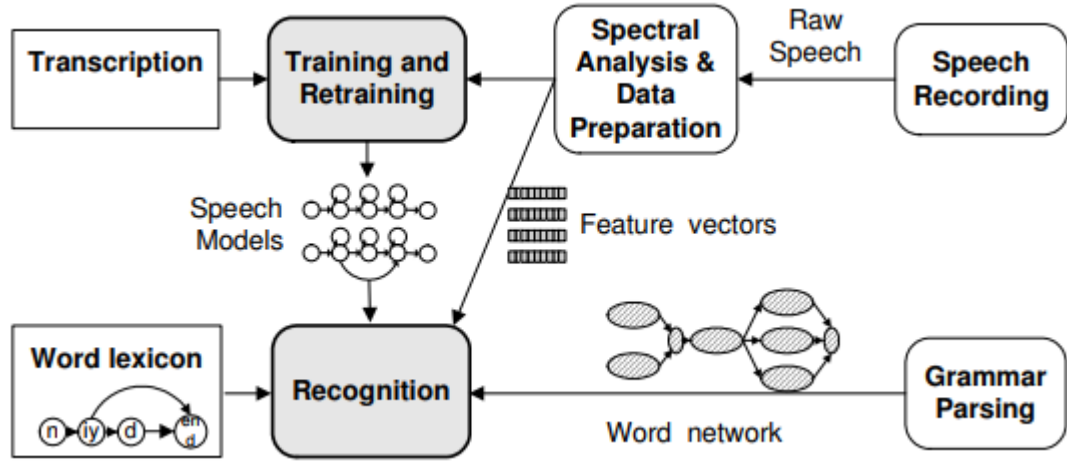 Transcription
Training and
Retraining
Spectral
Analysis &
Data
Preparation
Raw
Speech
Speech
Recording
Speech
Models
Feature vectors
Word lexicon
n iy d en
d
Recognition
Word network
Grammar
Parsing